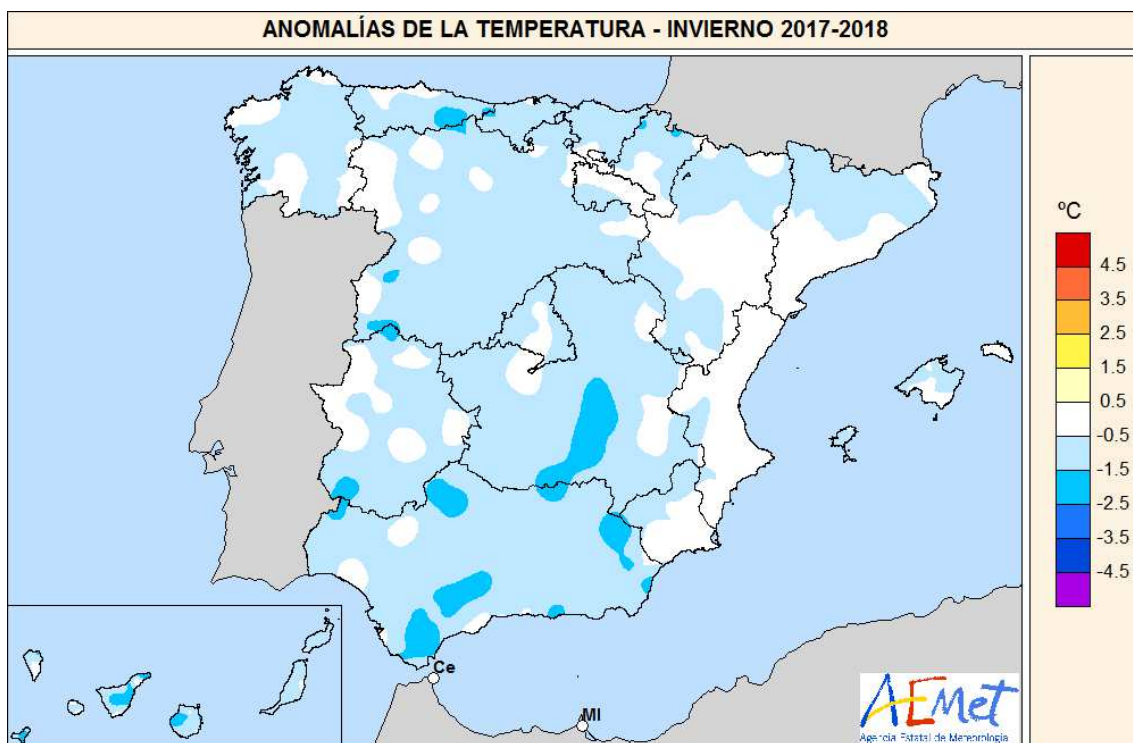 ANOMALÍAS DE LA TEMPERATURA - INVIERNO 2017-2018
ºC
4.5
3.5
2.5
1.5
0.5
-0.5
-1.5
-2.5
-3.5
-4.5
Ce
Ml
AEMet
Agencia Estatal de Meteorología